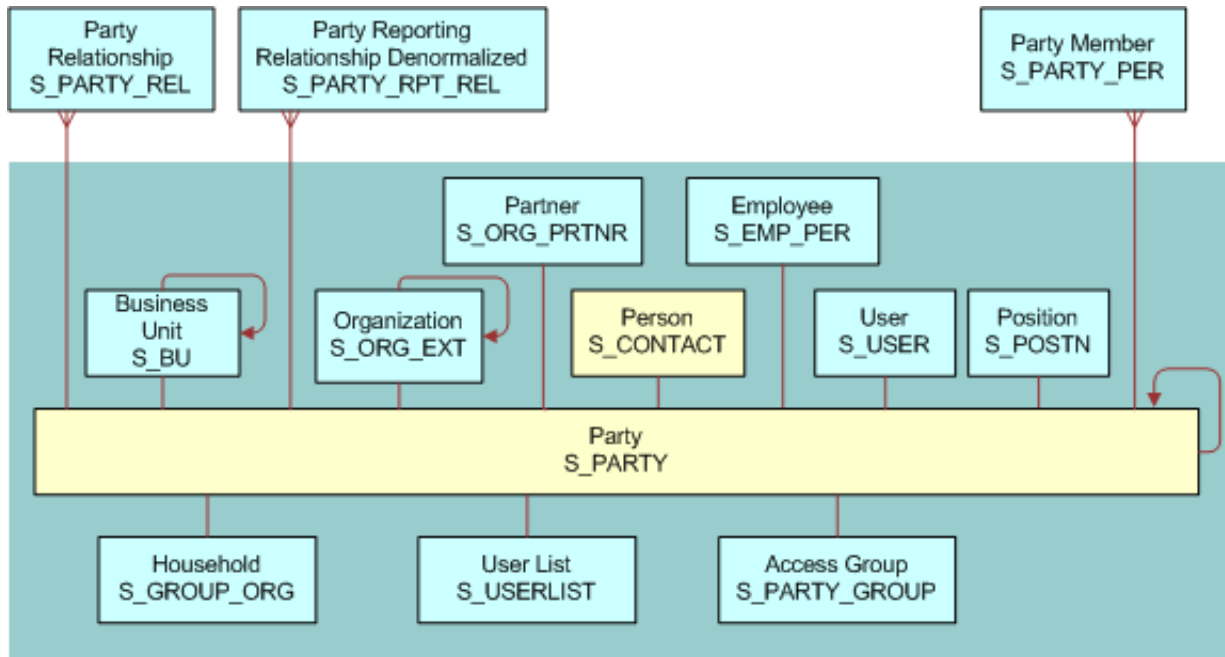 Party
Relationship
S_PARTY_REL
Party Reporting
Relationship Denormalized
S_PARTY_RPT_REL
Party Member
S_PARTY_PER
Partner
S_ORG_PRTNR
Employee
S_EMP_PER
Business
Unit
S_BU
Organization
S_ORG_EXT
Person
S_CONTACT
User
S_USER
Position
S_POSTN
Party
S_PARTY
Household
S_GROUP_ORG
User List
S_USERLIST
Access Group
S_PARTY_GROUP